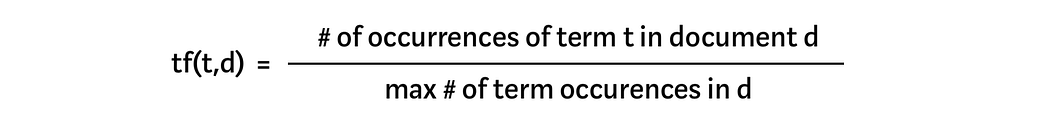 # of occurrences of term t in document d
tf(t,d) =
max # of term occurences in d